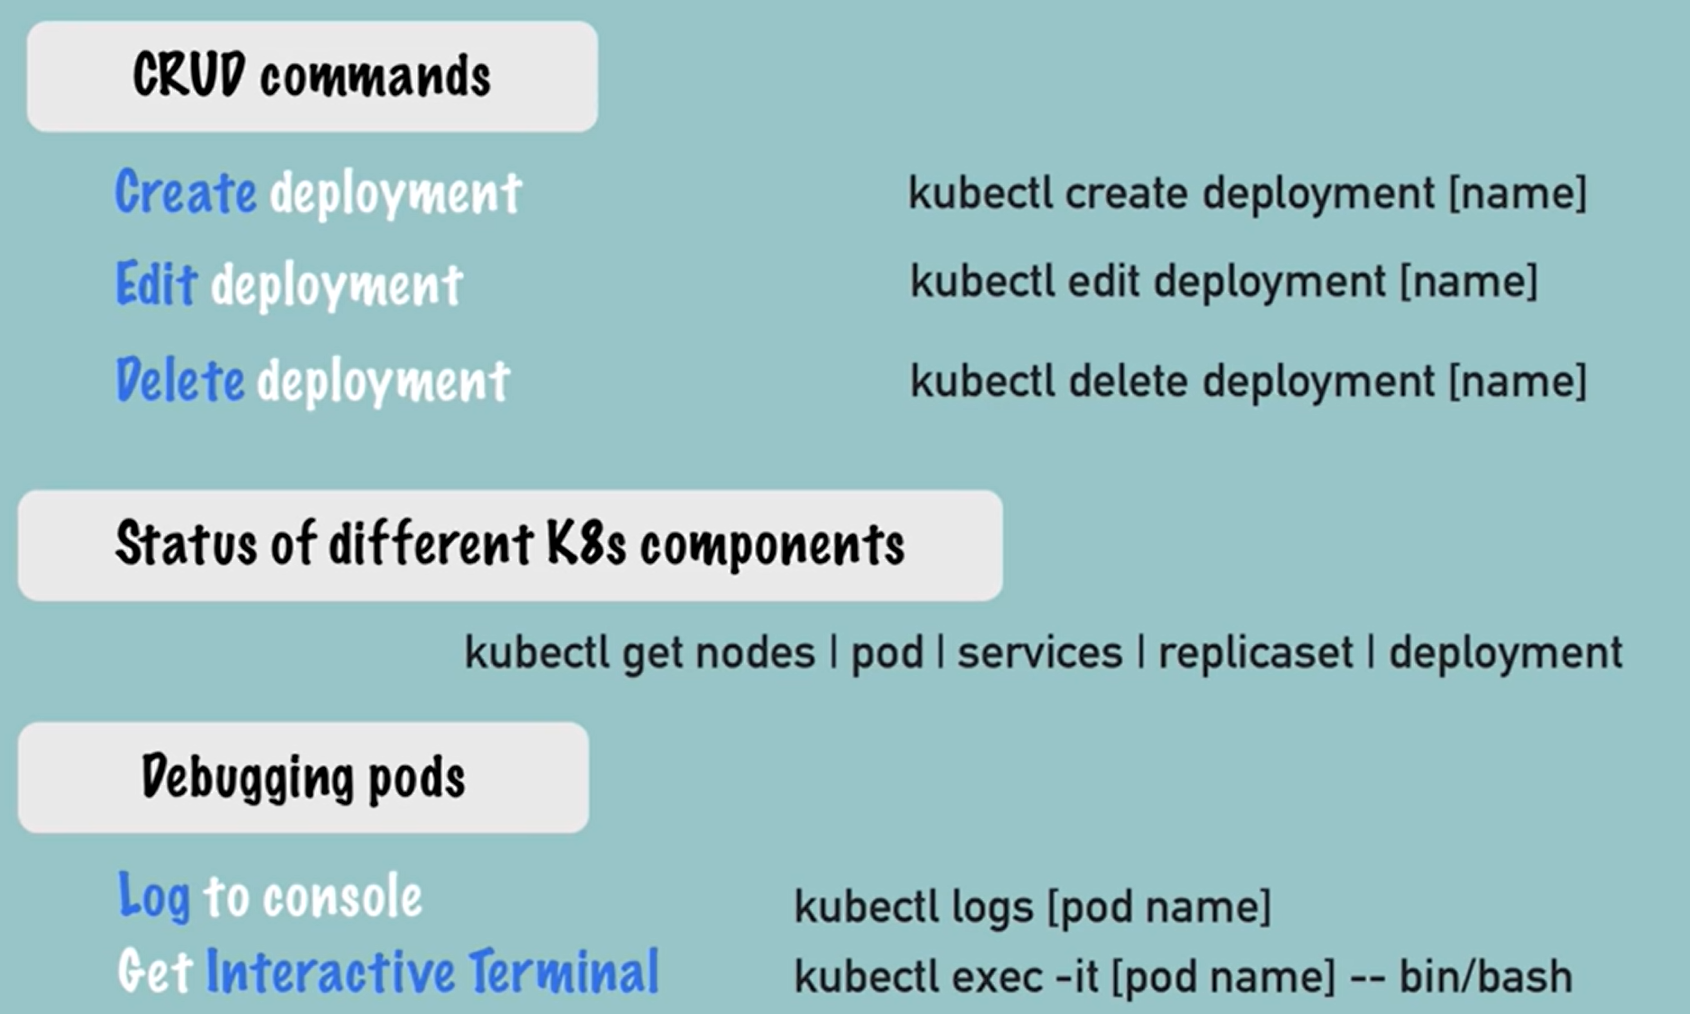 CRUD commands
Create deployment kubectl create deployment [name]
Edit deployment kubectl edit deployment [name]
Delete deployment kubectl delete deployment [name]
Status of different K8s components
kubectl get nodes | pod | services | replicaset | deployment
Debugging pods
Log to console kubectl logs [pod name]
Get Interactive Terminal kubectl exec -it [pod name] -- bin/bash